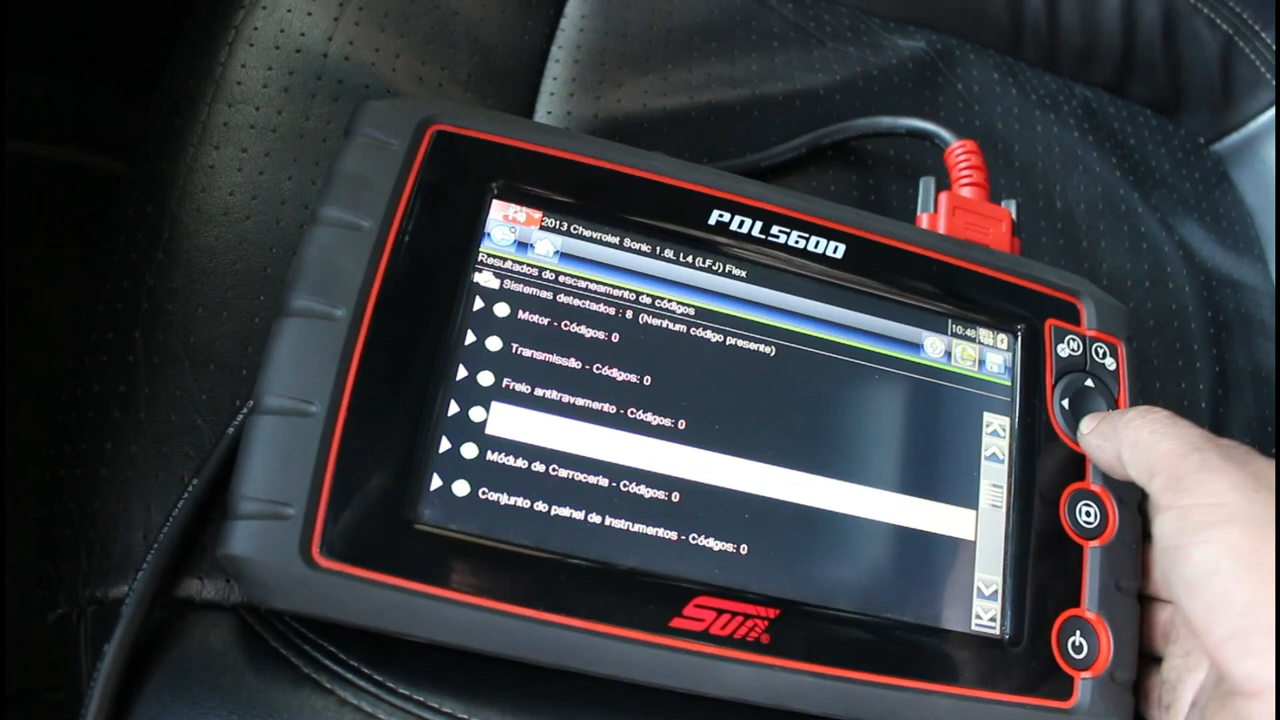 PDL5600
2013 Chevrolet Sonic 1.6L L4 (LFJ) Flex
10:48
Resultados do escaneamento de códigos
Sistemas detectados : 8 (Nenhum código presente)
Motor - Códigos: 0
Transmissão - Códigos: 0
Freio antitravamento - Códigos: 0
Módulo de Carroceria - Códigos: 0
Conjunto do painel de instrumentos - Códigos: 0
N
Y
Sun®